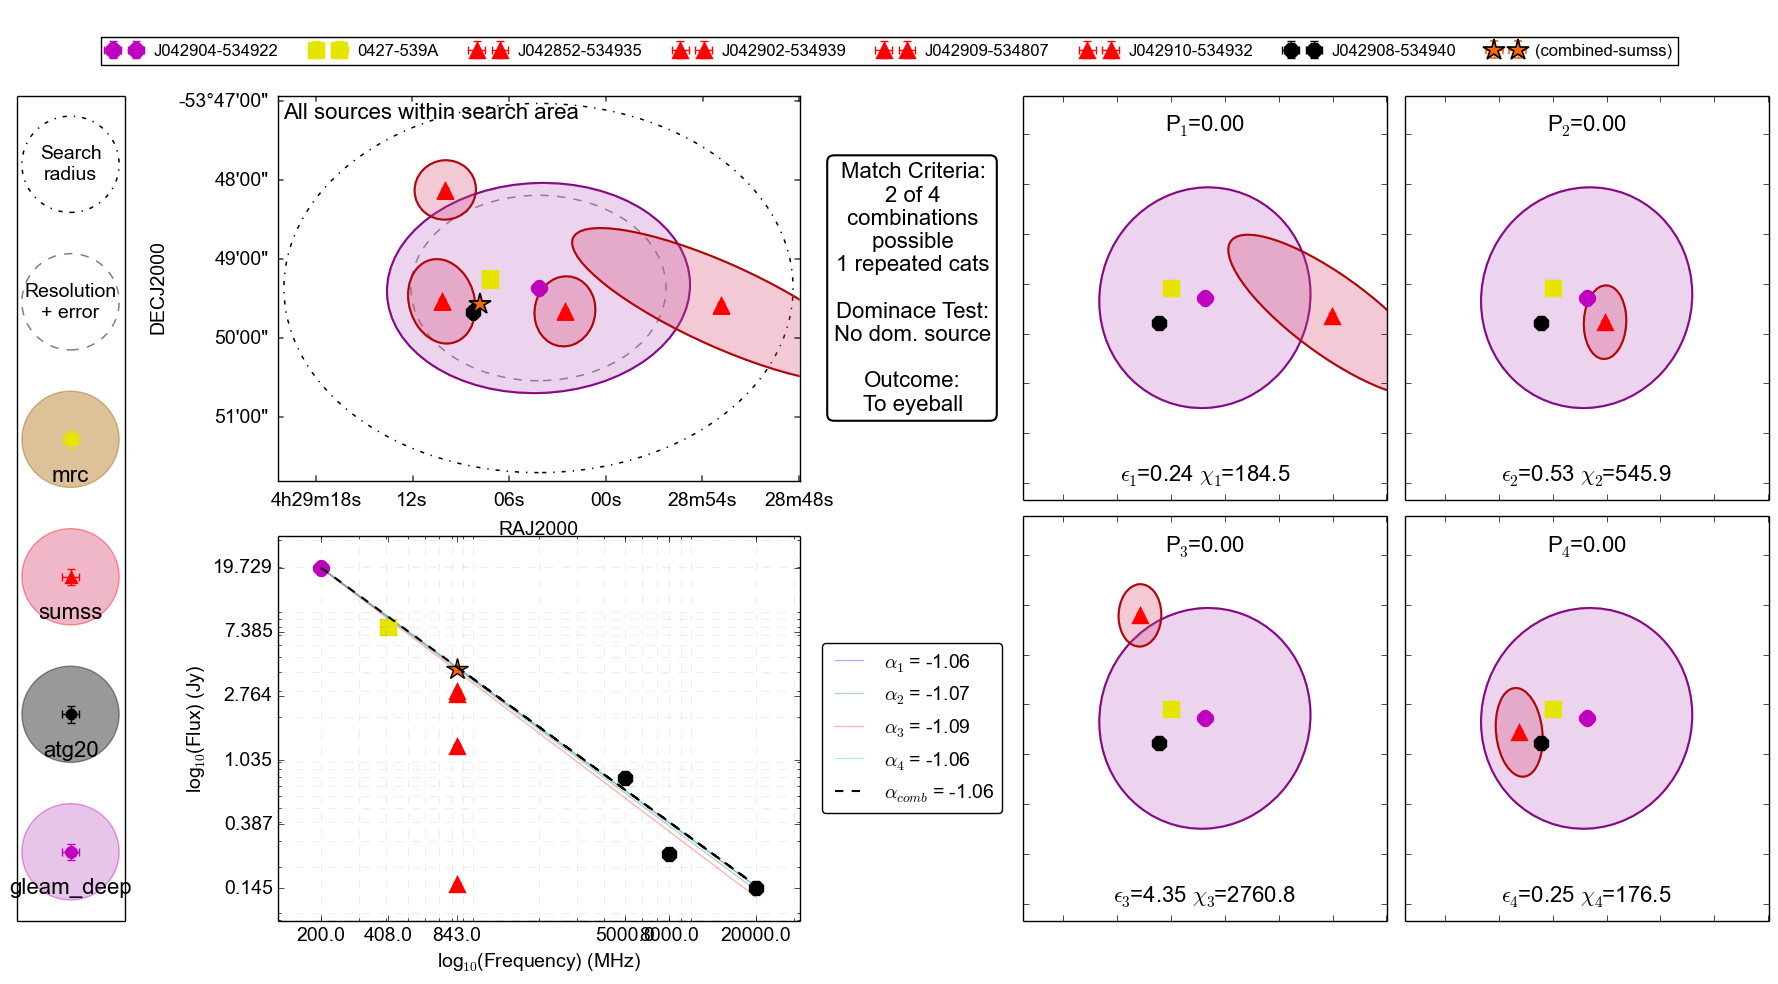 J042904-534922 0427-539A J042852-534935 J042902-534939 J042909-534807 J042910-534932 J042908-534940 (combined-sumss)
Search
radius
Resolution
+ error
mrc
sumss
atg20
gleam_deep
All sources within search area
-53°47'00"
48'00"
49'00"
50'00"
51'00"
DECJ2000
4h29m18s 12s 06s 00s 28m54s 28m48s
RAJ2000
Match Criteria:
2 of 4
combinations
possible
1 repeated cats
Dominace Test:
No dom. source
Outcome:
To eyeball
19.729
7.385
2.764
1.035
0.387
0.145
log10(Flux) (Jy)
200.0 408.0 843.0 5000.0 8000.0 20000.0
log10(Frequency) (MHz)
α1 = -1.06
α2 = -1.07
α3 = -1.09
α4 = -1.06
αcomb = -1.06
P1=0.00
ϵ1=0.24 χ1=184.5
P2=0.00
ϵ2=0.53 χ2=545.9
P3=0.00
ϵ3=4.35 χ3=2760.8
P4=0.00
ϵ4=0.25 χ4=176.5